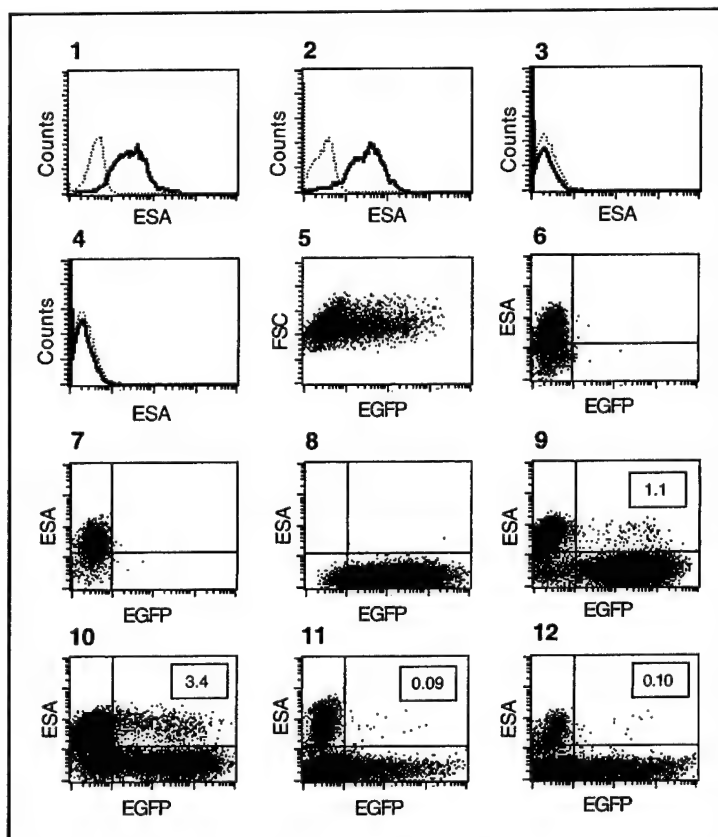 1
2
3
Counts
Counts
Counts
ESA
ESA
ESA
4
5
6
Counts
FSC
ESA
ESA
EGFP
EGFP
7
8
9
ESA
ESA
ESA
1.1
EGFP
EGFP
EGFP
10
11
12
ESA
ESA
ESA
3.4
0.09
0.10
EGFP
EGFP
EGFP